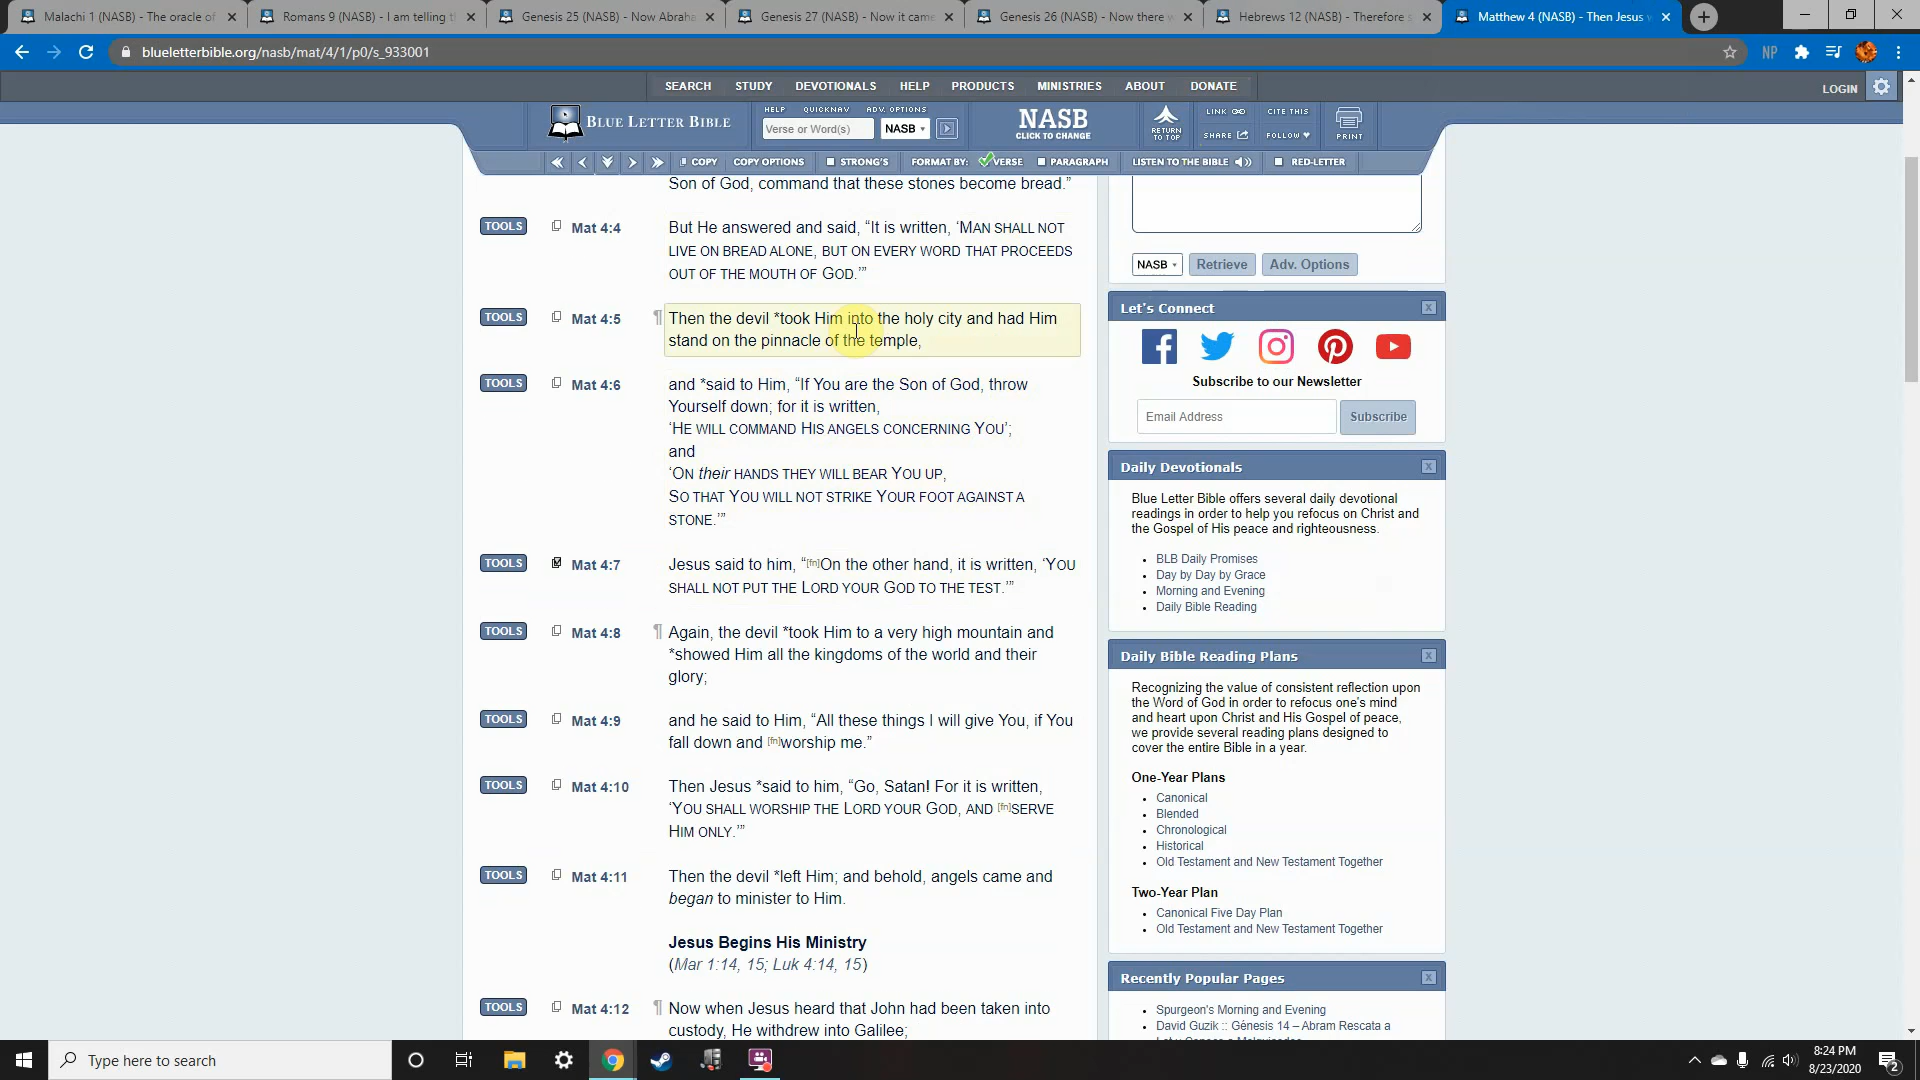 Malachi 1 (NASB) - The oracle of
Romans 9 (NASB) - I am telling t
Genesis 25 (NASB) - Now Abraha
Genesis 27 (NASB) - Now it came
Genesis 26 (NASB) - Now there w
Hebrews 12 (NASB) - Therefore s
Matthew 4 (NASB) - Then Jesus w
blueletterbible.org/nasb/mat/4/1/p0/s_933001
NP
SEARCH STUDY DEVOTIONALS HELP PRODUCTS MINISTRIES ABOUT DONATE
LOGIN
BLUE LETTER BIBLE
HELP QUICKNAV ADV. OPTIONS
Verse or Word(s) NASB
NASB
CLICK TO CHANGE
RETURN
TO TOP
LINK CITE THIS
SHARE FOLLOW
PRINT
COPY COPY OPTIONS STRONG'S FORMAT BY: VERSE PARAGRAPH LISTEN TO THE BIBLE RED-LETTER
Son of God, command that these stones become bread.”
TOOLS Mat 4:4 But He answered and said, “It is written, ‘MAN SHALL NOT
LIVE ON BREAD ALONE, BUT ON EVERY WORD THAT PROCEEDS
OUT OF THE MOUTH OF GOD.’”
TOOLS Mat 4:5 ¶ Then the devil *took Him into the holy city and had Him
stand on the pinnacle of the temple,
TOOLS Mat 4:6 and *said to Him, “If You are the Son of God, throw
Yourself down; for it is written,
‘HE WILL COMMAND HIS ANGELS CONCERNING YOU’;
and
‘ON their HANDS THEY WILL BEAR YOU UP,
SO THAT YOU WILL NOT STRIKE YOUR FOOT AGAINST A
STONE.’”
TOOLS Mat 4:7 Jesus said to him, “[fn]On the other hand, it is written, ‘YOU
SHALL NOT PUT THE LORD YOUR GOD TO THE TEST.’”
TOOLS Mat 4:8 ¶ Again, the devil *took Him to a very high mountain and
*showed Him all the kingdoms of the world and their
glory;
TOOLS Mat 4:9 and he said to Him, “All these things I will give You, if You
fall down and [fn]worship me.”
TOOLS Mat 4:10 Then Jesus *said to him, “Go, Satan! For it is written,
‘YOU SHALL WORSHIP THE LORD YOUR GOD, AND [fn]SERVE
HIM ONLY.’”
TOOLS Mat 4:11 Then the devil *left Him; and behold, angels came and
began to minister to Him.
Jesus Begins His Ministry
(Mar 1:14, 15; Luk 4:14, 15)
TOOLS Mat 4:12 ¶ Now when Jesus heard that John had been taken into
custody, He withdrew into Galilee;
NASB Retrieve Adv. Options
Let's Connect x
Subscribe to our Newsletter
Email Address Subscribe
Daily Devotionals x
Blue Letter Bible offers several daily devotional
readings in order to help you refocus on Christ and
the Gospel of His peace and righteousness.
• BLB Daily Promises
• Day by Day by Grace
• Morning and Evening
• Daily Bible Reading
Daily Bible Reading Plans x
Recognizing the value of consistent reflection upon
the Word of God in order to refocus one's mind
and heart upon Christ and His Gospel of peace,
we provide several reading plans designed to
cover the entire Bible in a year.
One-Year Plans
• Canonical
• Blended
• Chronological
• Historical
• Old Testament and New Testament Together
Two-Year Plan
• Canonical Five Day Plan
• Old Testament and New Testament Together
Recently Popular Pages x
• Spurgeon's Morning and Evening
• David Guzik :: Génesis 14 – Abram Rescata a
Type here to search
8:24 PM
8/23/2020
2